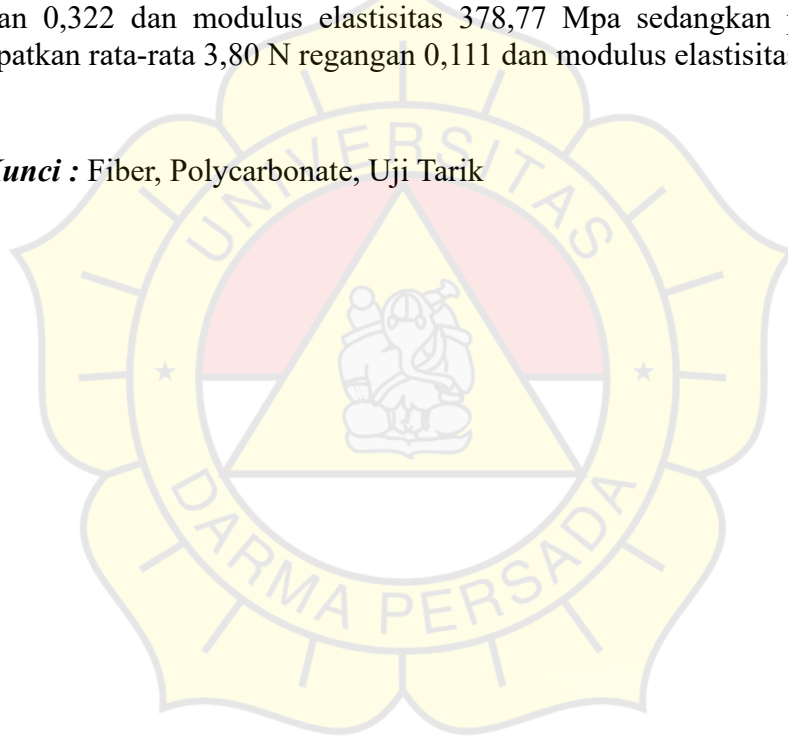 an 0,322 dan modulus elastisitas 378,77 Mpa sedangkan
patkan rata-rata 3,80 N regangan 0,111 dan modulus elastisitas
unci : Fiber, Polycarbonate, Uji Tarik
UNIVERSITAS
DARMA PERSADA